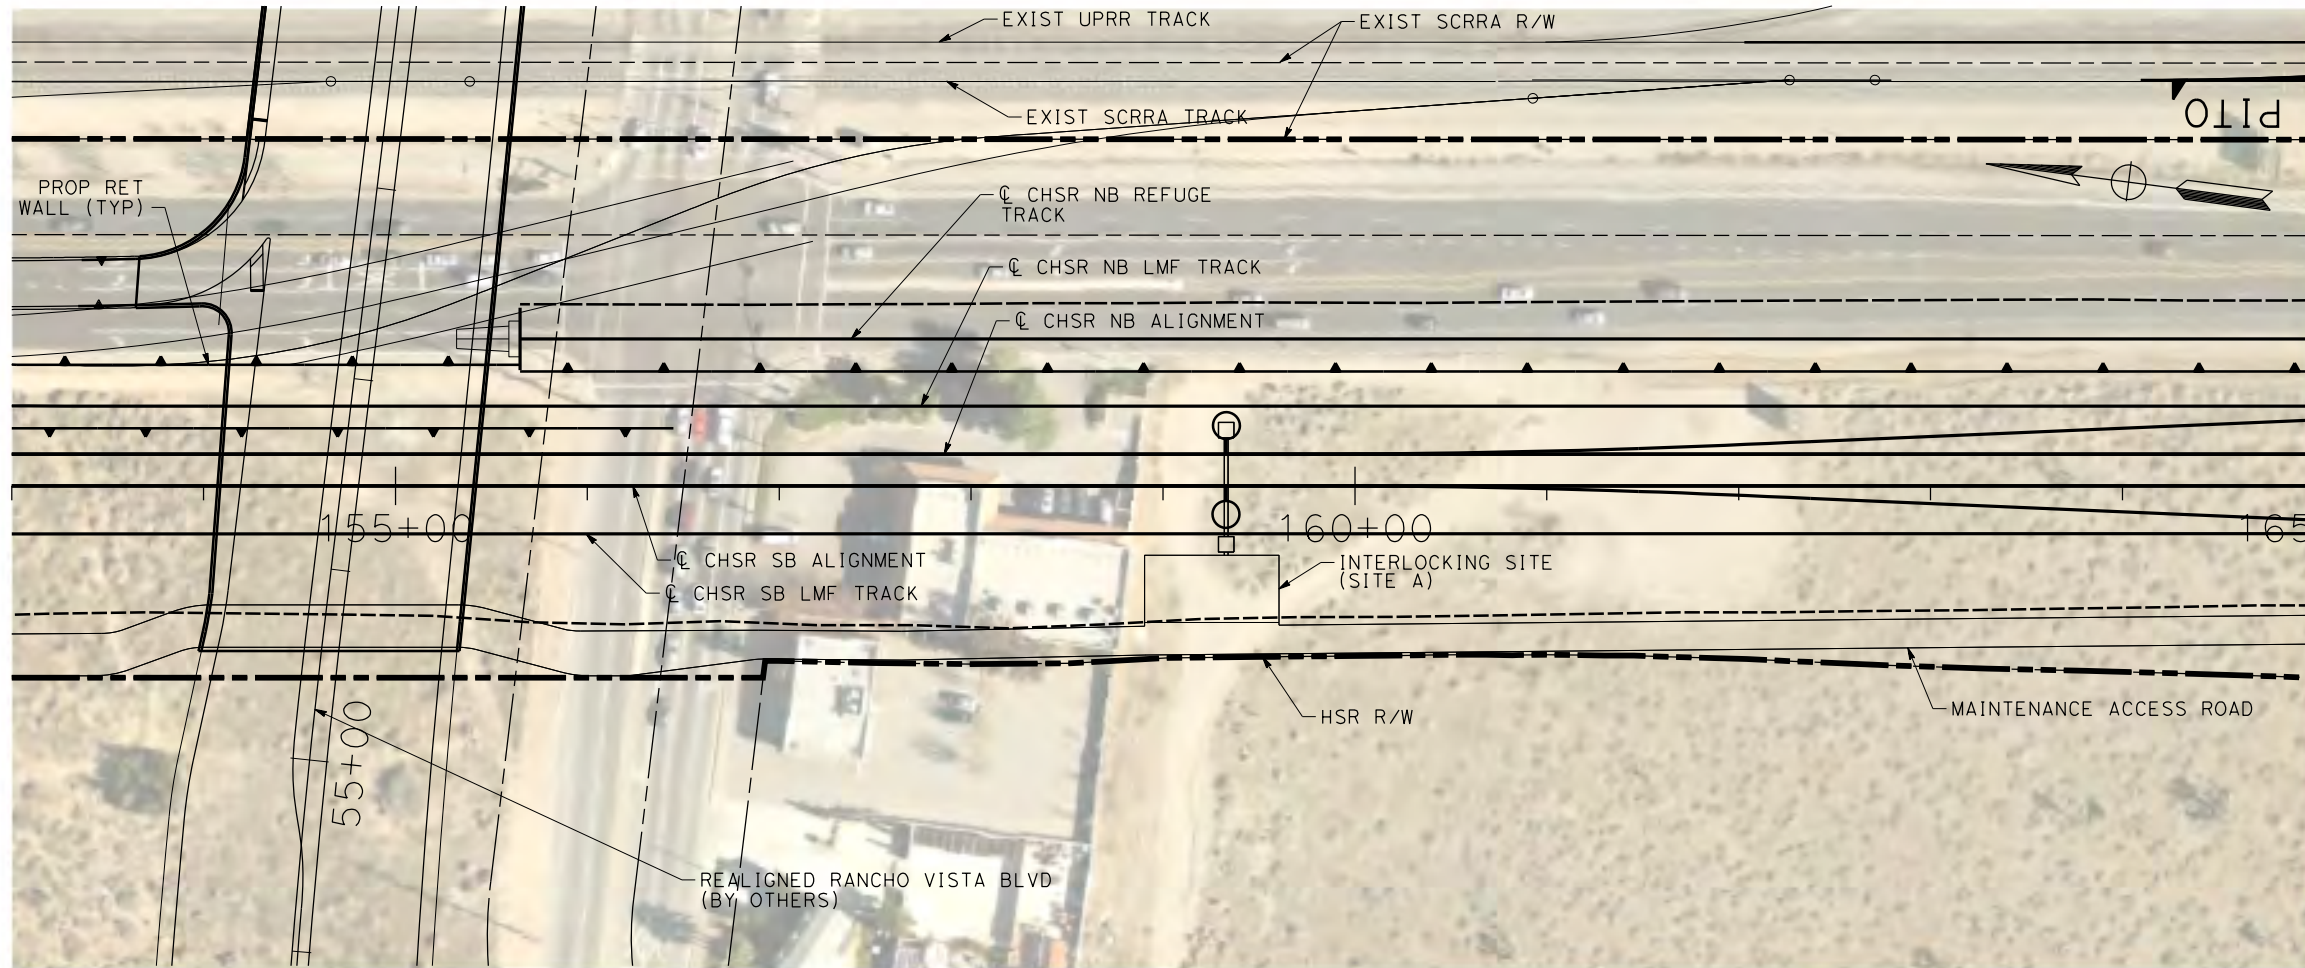 EXIST UPRR TRACK
EXIST SCRRA R/W
EXIST SCRRA TRACK
PITO
PROP RET
WALL (TYP)
℄ CHSR NB REFUGE
TRACK
℄ CHSR NB LMF TRACK
℄ CHSR NB ALIGNMENT
155+00
160+00
165
℄ CHSR SB ALIGNMENT
℄ CHSR SB LMF TRACK
INTERLOCKING SITE
(SITE A)
HSR R/W
MAINTENANCE ACCESS ROAD
55+00
REALIGNED RANCHO VISTA BLVD
(BY OTHERS)